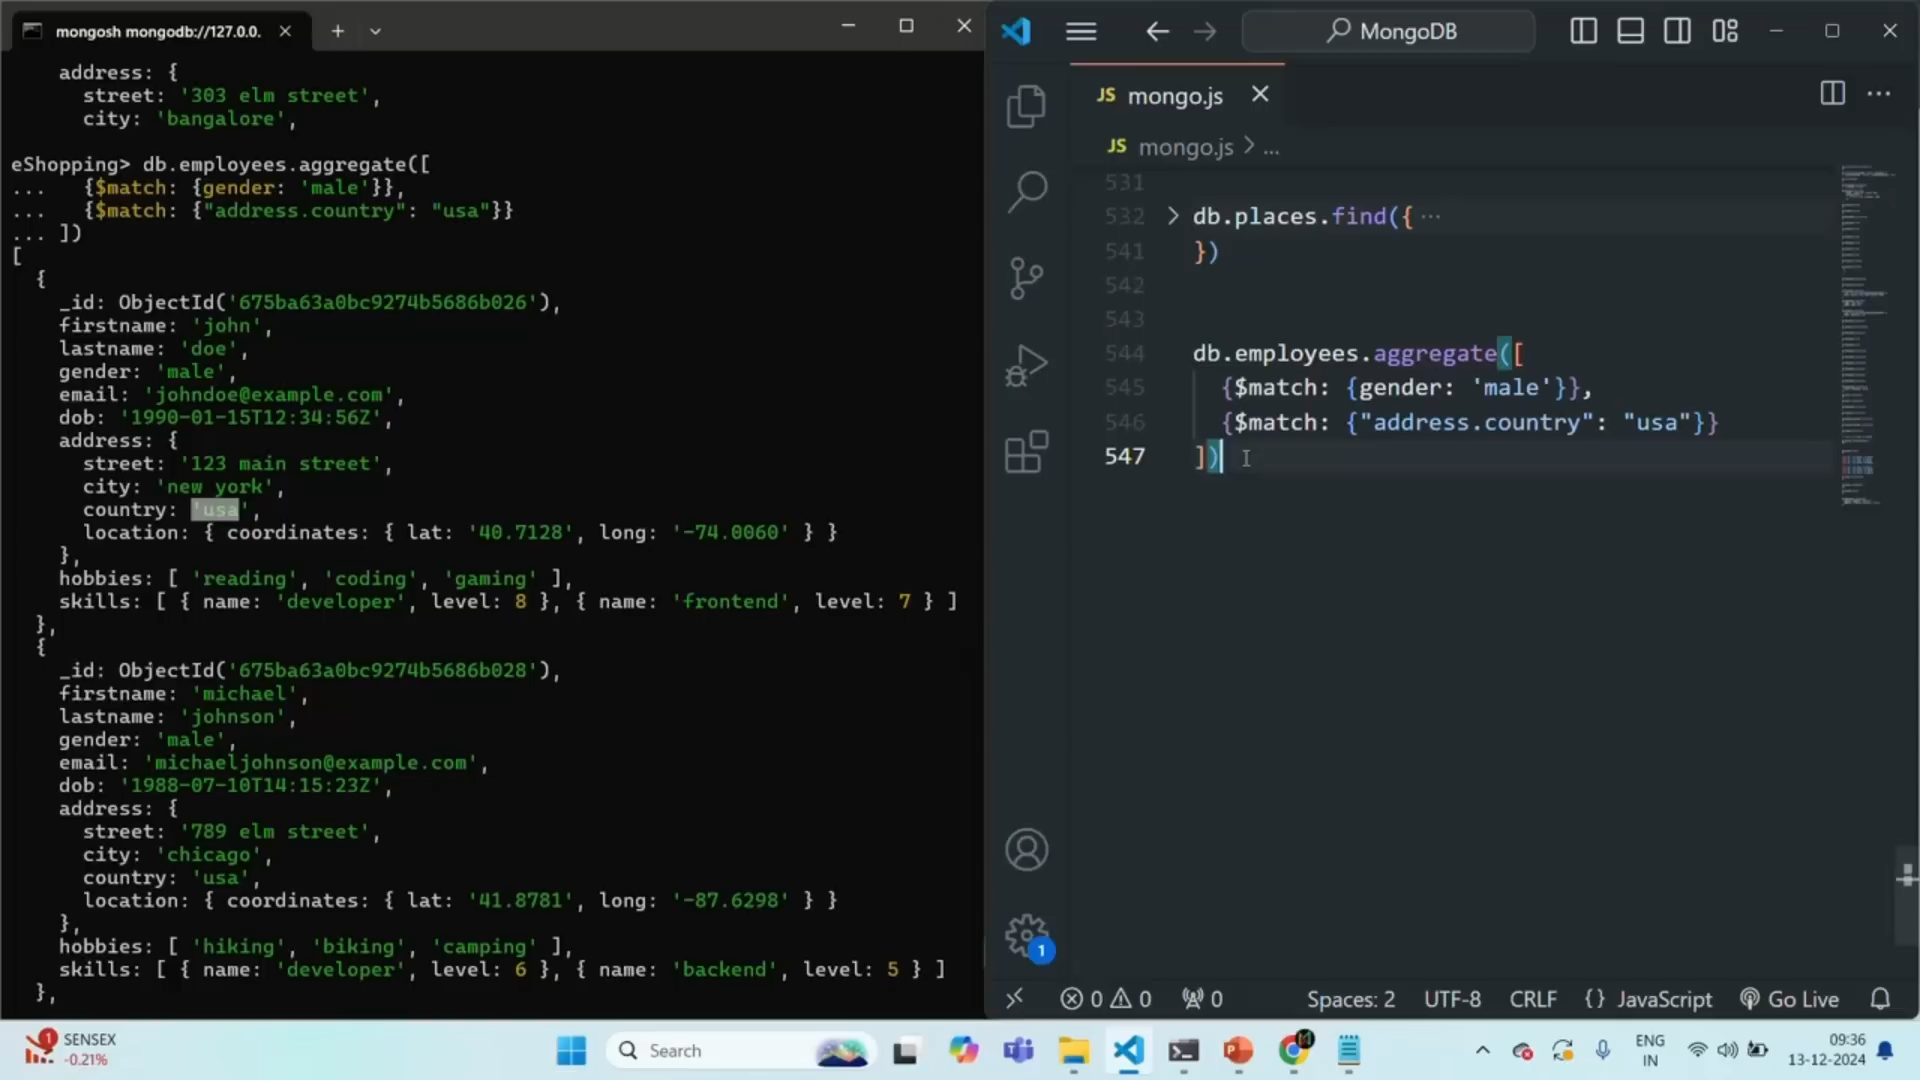 mongosh mongodb://127.0.0.
address: {
street: '303 elm street',
city: 'bangalore',
eShopping> db.employees.aggregate([
... {$match: {gender: 'male'}},
... {$match: {"address.country": "usa"}}
... ])
[
{
_id: ObjectId('675ba63a0bc9274b5686b026'),
firstname: 'john',
lastname: 'doe',
gender: 'male',
email: 'johndoe@example.com',
dob: '1990-01-15T12:34:56Z',
address: {
street: '123 main street',
city: 'new york',
country: 'usa',
location: { coordinates: { lat: '40.7128', long: '-74.0060' } }
},
hobbies: [ 'reading', 'coding', 'gaming' ],
skills: [ { name: 'developer', level: 8 }, { name: 'frontend', level: 7 } ]
},
{
_id: ObjectId('675ba63a0bc9274b5686b028'),
firstname: 'michael',
lastname: 'johnson',
gender: 'male',
email: 'michaeljohnson@example.com',
dob: '1988-07-10T14:15:23Z',
address: {
street: '789 elm street',
city: 'chicago',
country: 'usa',
location: { coordinates: { lat: '41.8781', long: '-87.6298' } }
},
hobbies: [ 'hiking', 'biking', 'camping' ],
skills: [ { name: 'developer', level: 6 }, { name: 'backend', level: 5 } ]
},
MongoDB
JS mongo.js
JS mongo.js > ...
531
532 > db.places.find({ ...
541 })
542
543
544 db.employees.aggregate([
545 {$match: {gender: 'male'}},
546 {$match: {"address.country": "usa"}}
547 ])
1
0 0 0 Spaces: 2 UTF-8 CRLF {} JavaScript Go Live
1 SENSEX
-0.21%
Search
ENG
IN
09:36
13-12-2024